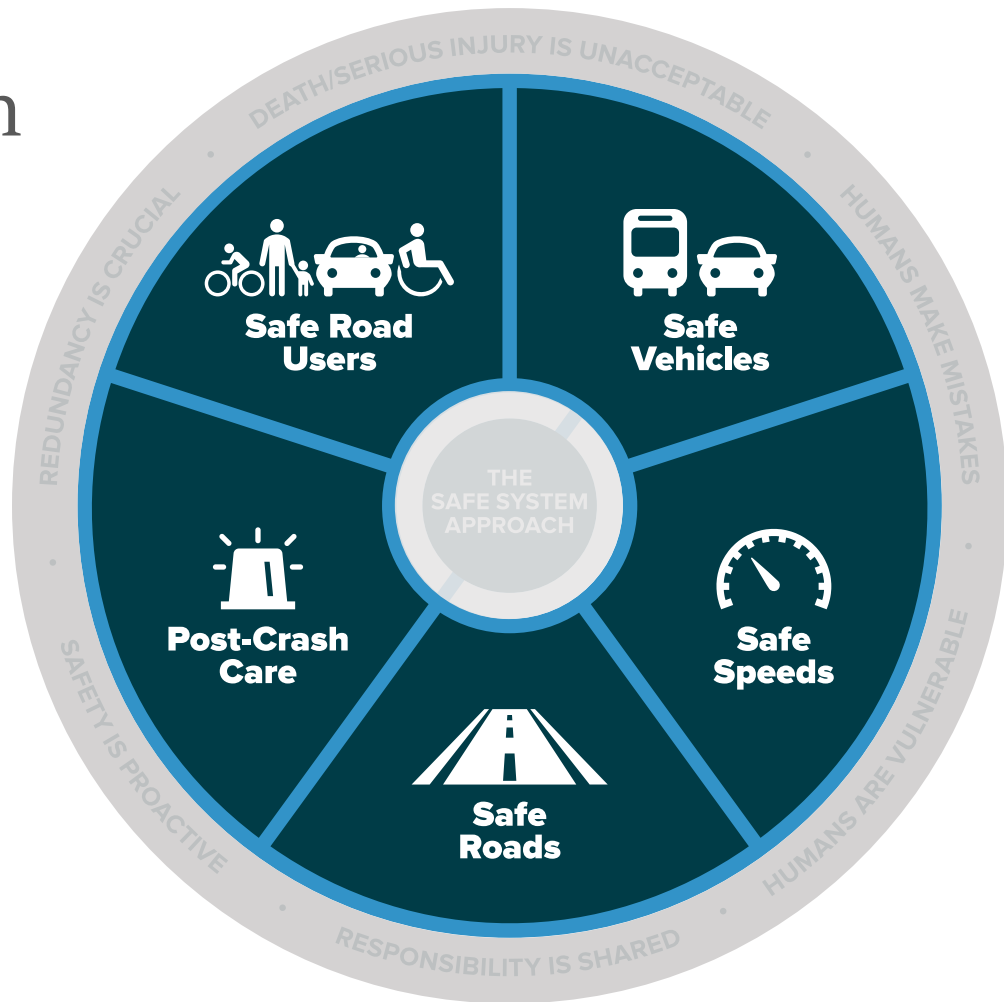 h
DEATH/SERIOUS INJURY IS UNACCEPTABLE
HUMANS MAKE MISTAKES
HUMANS ARE VULNERABLE
RESPONSIBILITY IS SHARED
SAFETY IS PROACTIVE
REDUNDANCY IS CRUCIAL
Safe Road
Users
Safe
Vehicles
THE
SAFE SYSTEM
APPROACH
Post-Crash
Care
Safe
Speeds
Safe
Roads